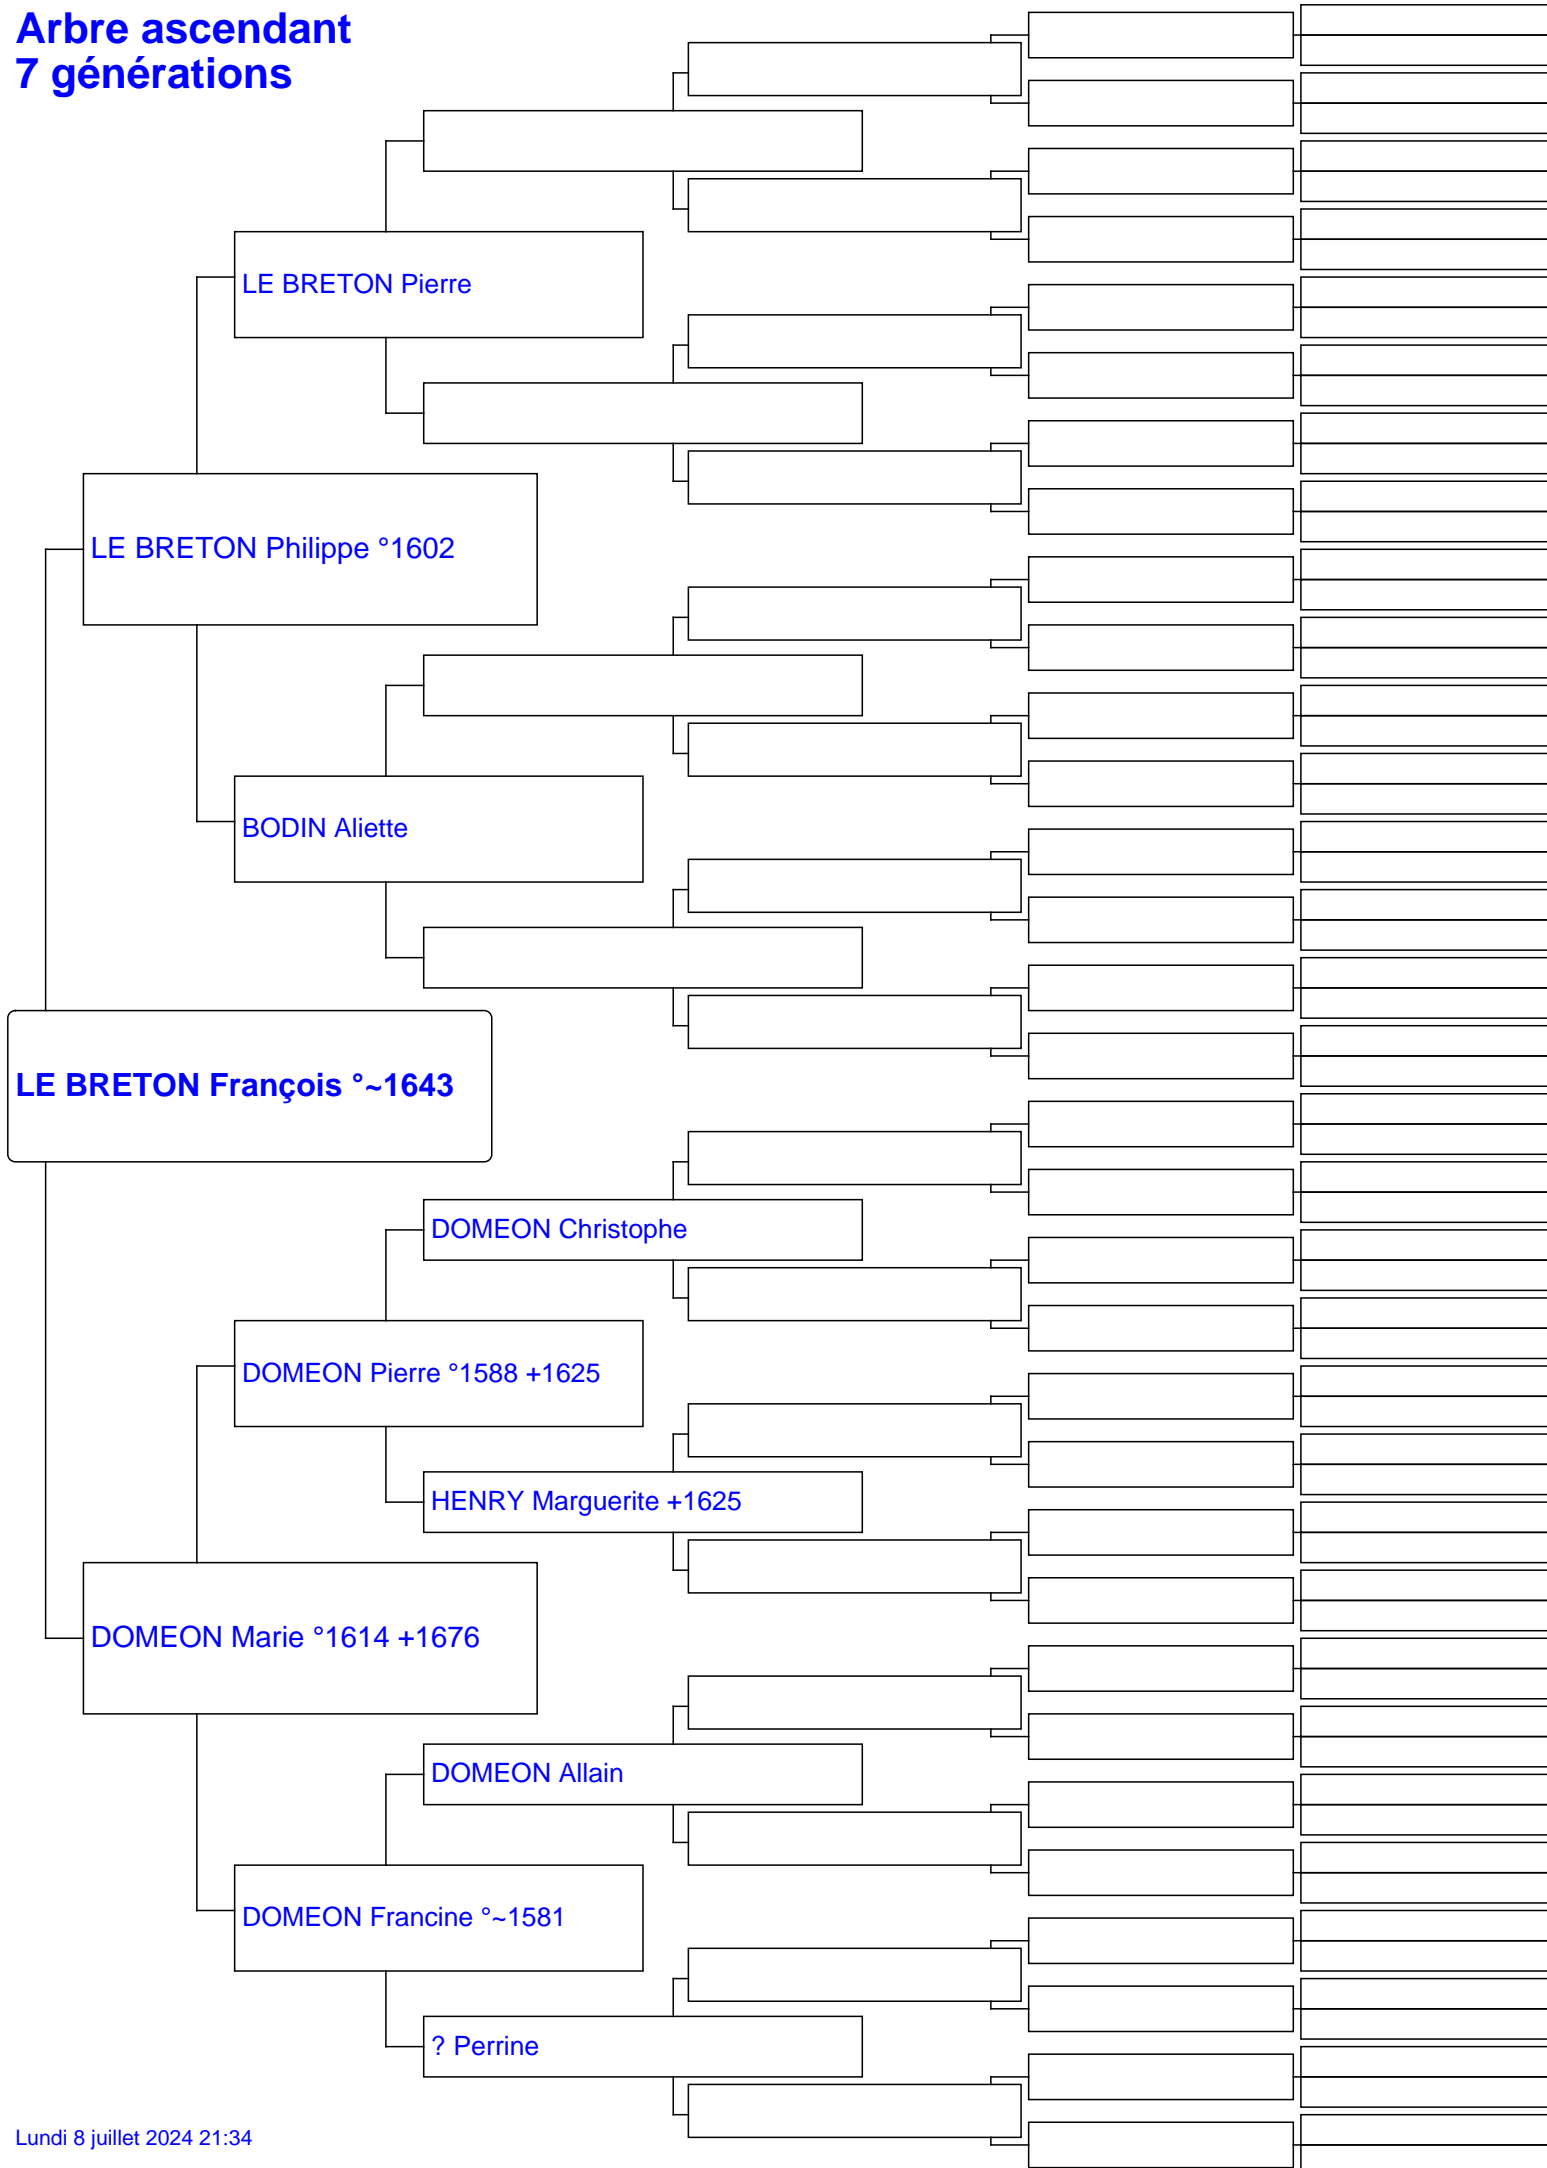 Arbre ascendant
7 générations
LE BRETON Pierre
LE BRETON Philippe °1602
BODIN Aliette
LE BRETON François °~1643
DOMEON Christophe
DOMEON Pierre °1588 +1625
HENRY Marguerite +1625
DOMEON Marie °1614 +1676
DOMEON Allain
DOMEON Francine °~1581
? Perrine
Lundi 8 juillet 2024 21:34